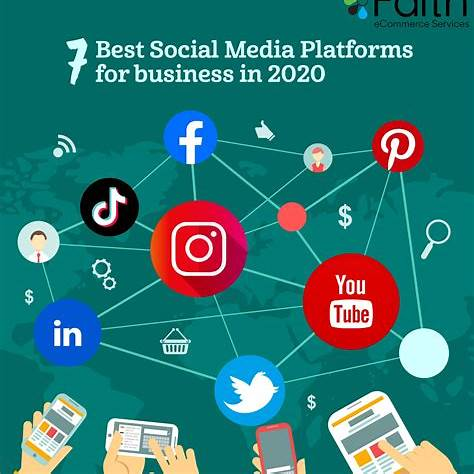 Faith
eCommerce Services
7 Best Social Media Platforms
for business in 2020
$
You
Tube
in
$
$